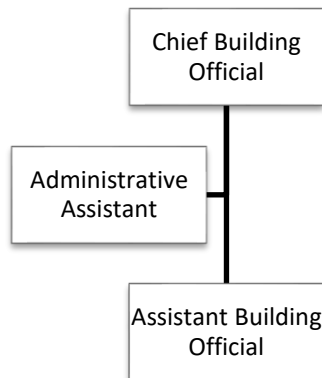 Chief Building
Official
Administrative
Assistant
Assistant Building
Official